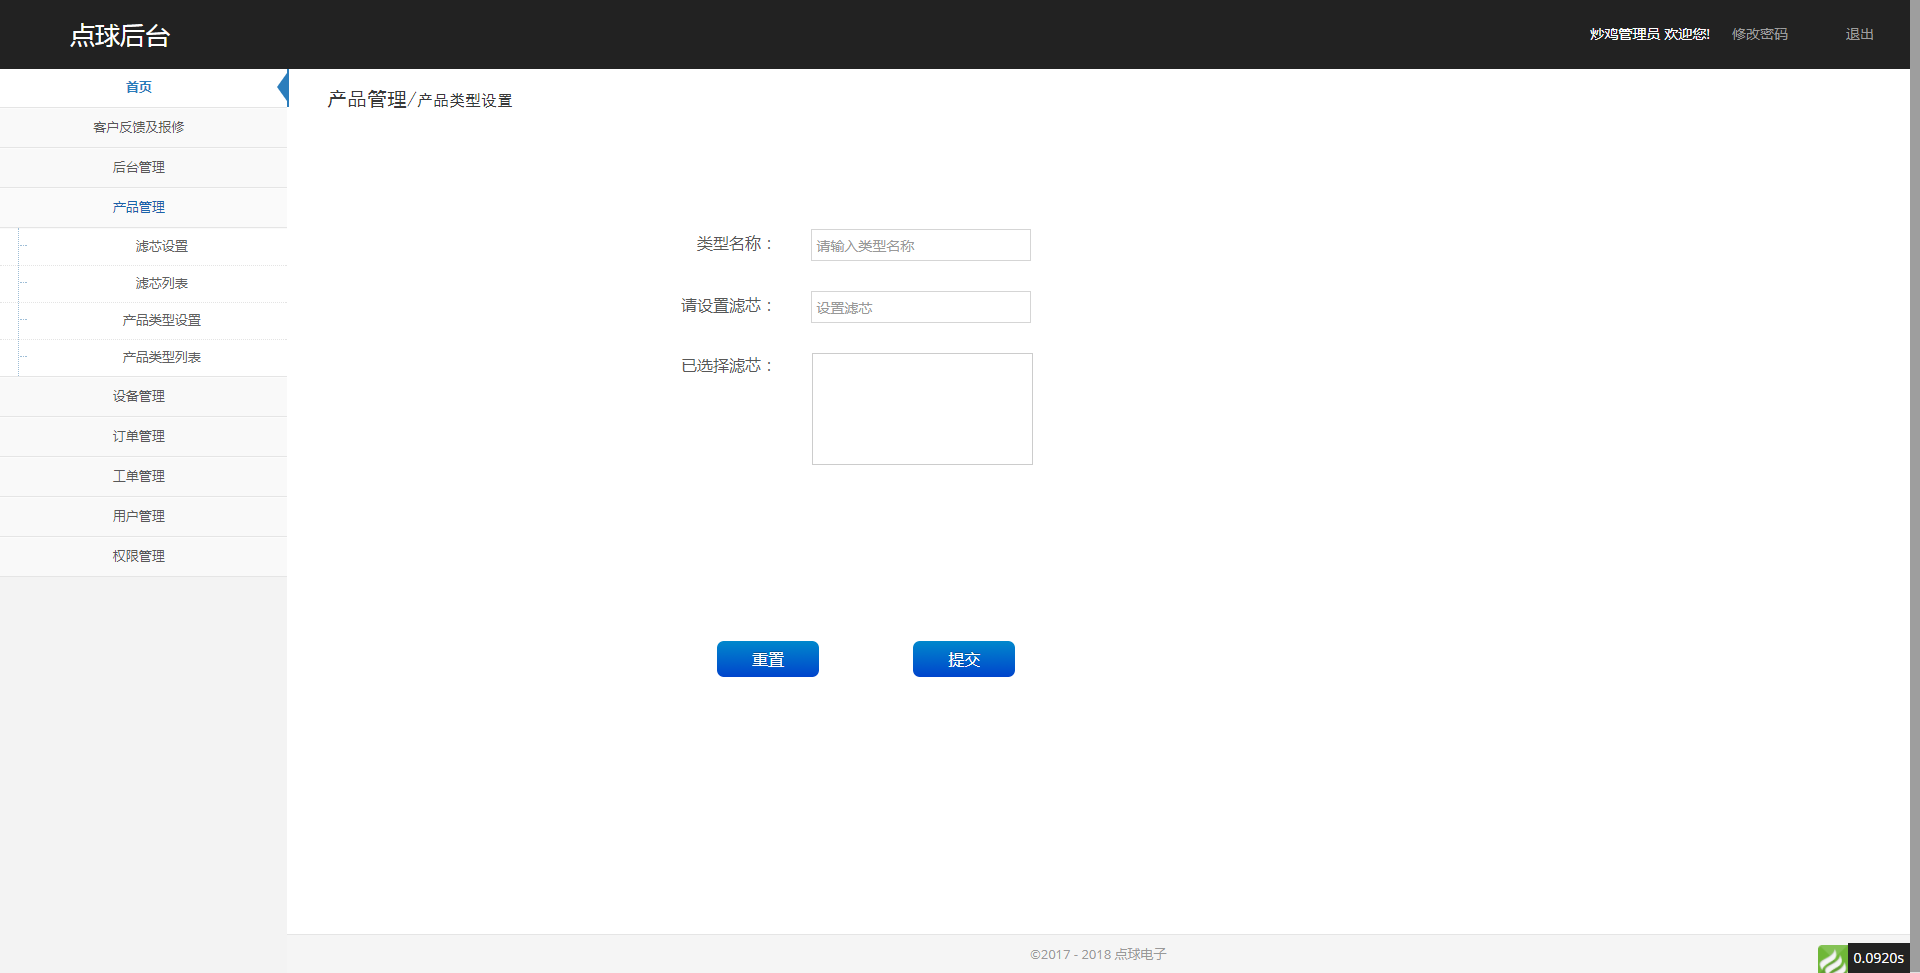 点球后台
炒鸡管理员 欢迎您! 修改密码 退出
首页
客户反馈及报修
后台管理
产品管理
滤芯设置
滤芯列表
产品类型设置
产品类型列表
设备管理
订单管理
工单管理
用户管理
权限管理
产品管理/产品类型设置
类型名称： 请输入类型名称
请设置滤芯： 设置滤芯
已选择滤芯：
重置 提交
©2017 - 2018 点球电子
0.0920s